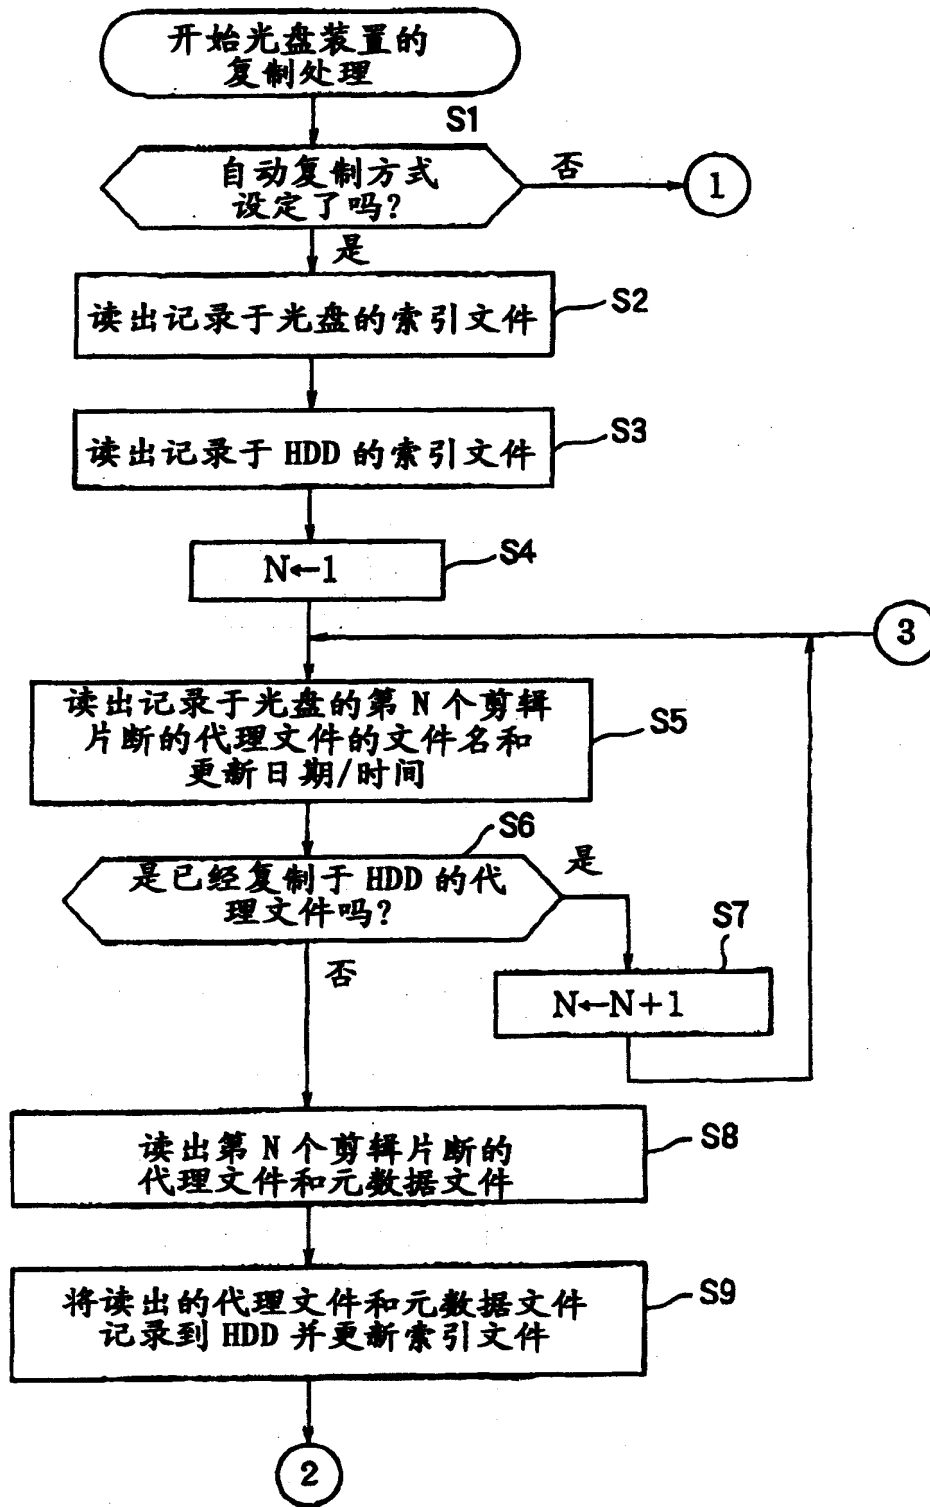 开始光盘装置的
复制处理
S1
自动复制方式
设定了吗?
否
1
是
读出记录于光盘的索引文件
S2
读出记录于 HDD 的索引文件
S3
N←1
S4
3
读出记录于光盘的第 N 个剪辑
片断的代理文件的文件名和
更新日期/时间
S5
S6
是已经复制于 HDD 的代
理文件吗?
是
S7
否
N←N+1
读出第 N 个剪辑片断的
代理文件和元数据文件
S8
将读出的代理文件和元数据文件
记录到 HDD 并更新索引文件
S9
2